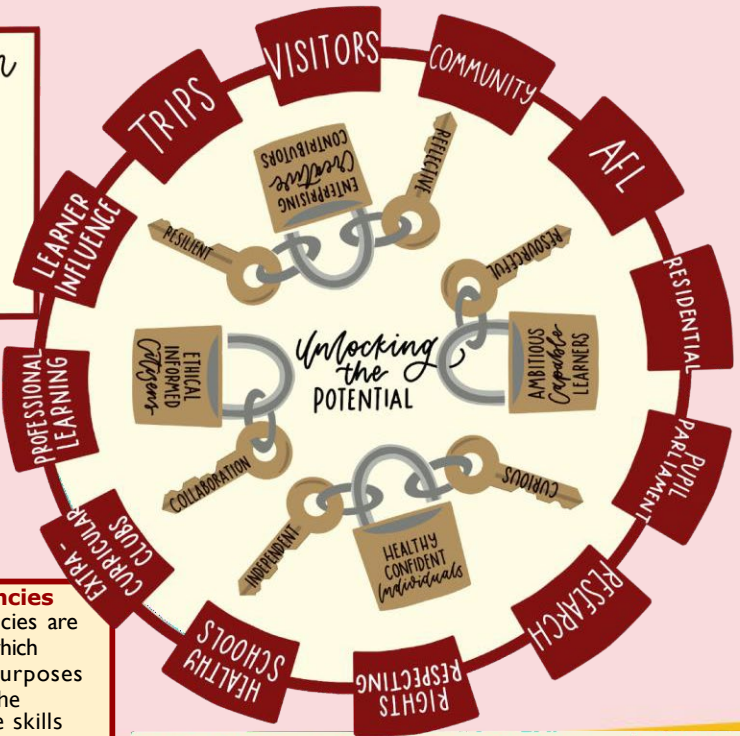 VISITORS
COMMUNITY
AFL
RESIDENTIAL
PUPIL
PARLIAMENT
RESEARCH
RIGHTS
RESPECTING
HEALTHY
SCHOOLS
EXTRA-
CURRICULAR
CLUBS
PROFESSIONAL
LEARNING
LEARNER
INFLUENCE
TRIPS
ENTERPRISING
Creative
CONTRIBUTORS
REFLECTIVE
RESILIENT
RESOURCEFUL
AMBITIOUS
Capable
LEARNERS
Unlocking
the
POTENTIAL
ETHICAL
INFORMED
Citizens
COLLABORATION
INDEPENDENT
CURIOUS
HEALTHY
CONFIDENT
Individuals
cies are
hich
urposes
he
skills